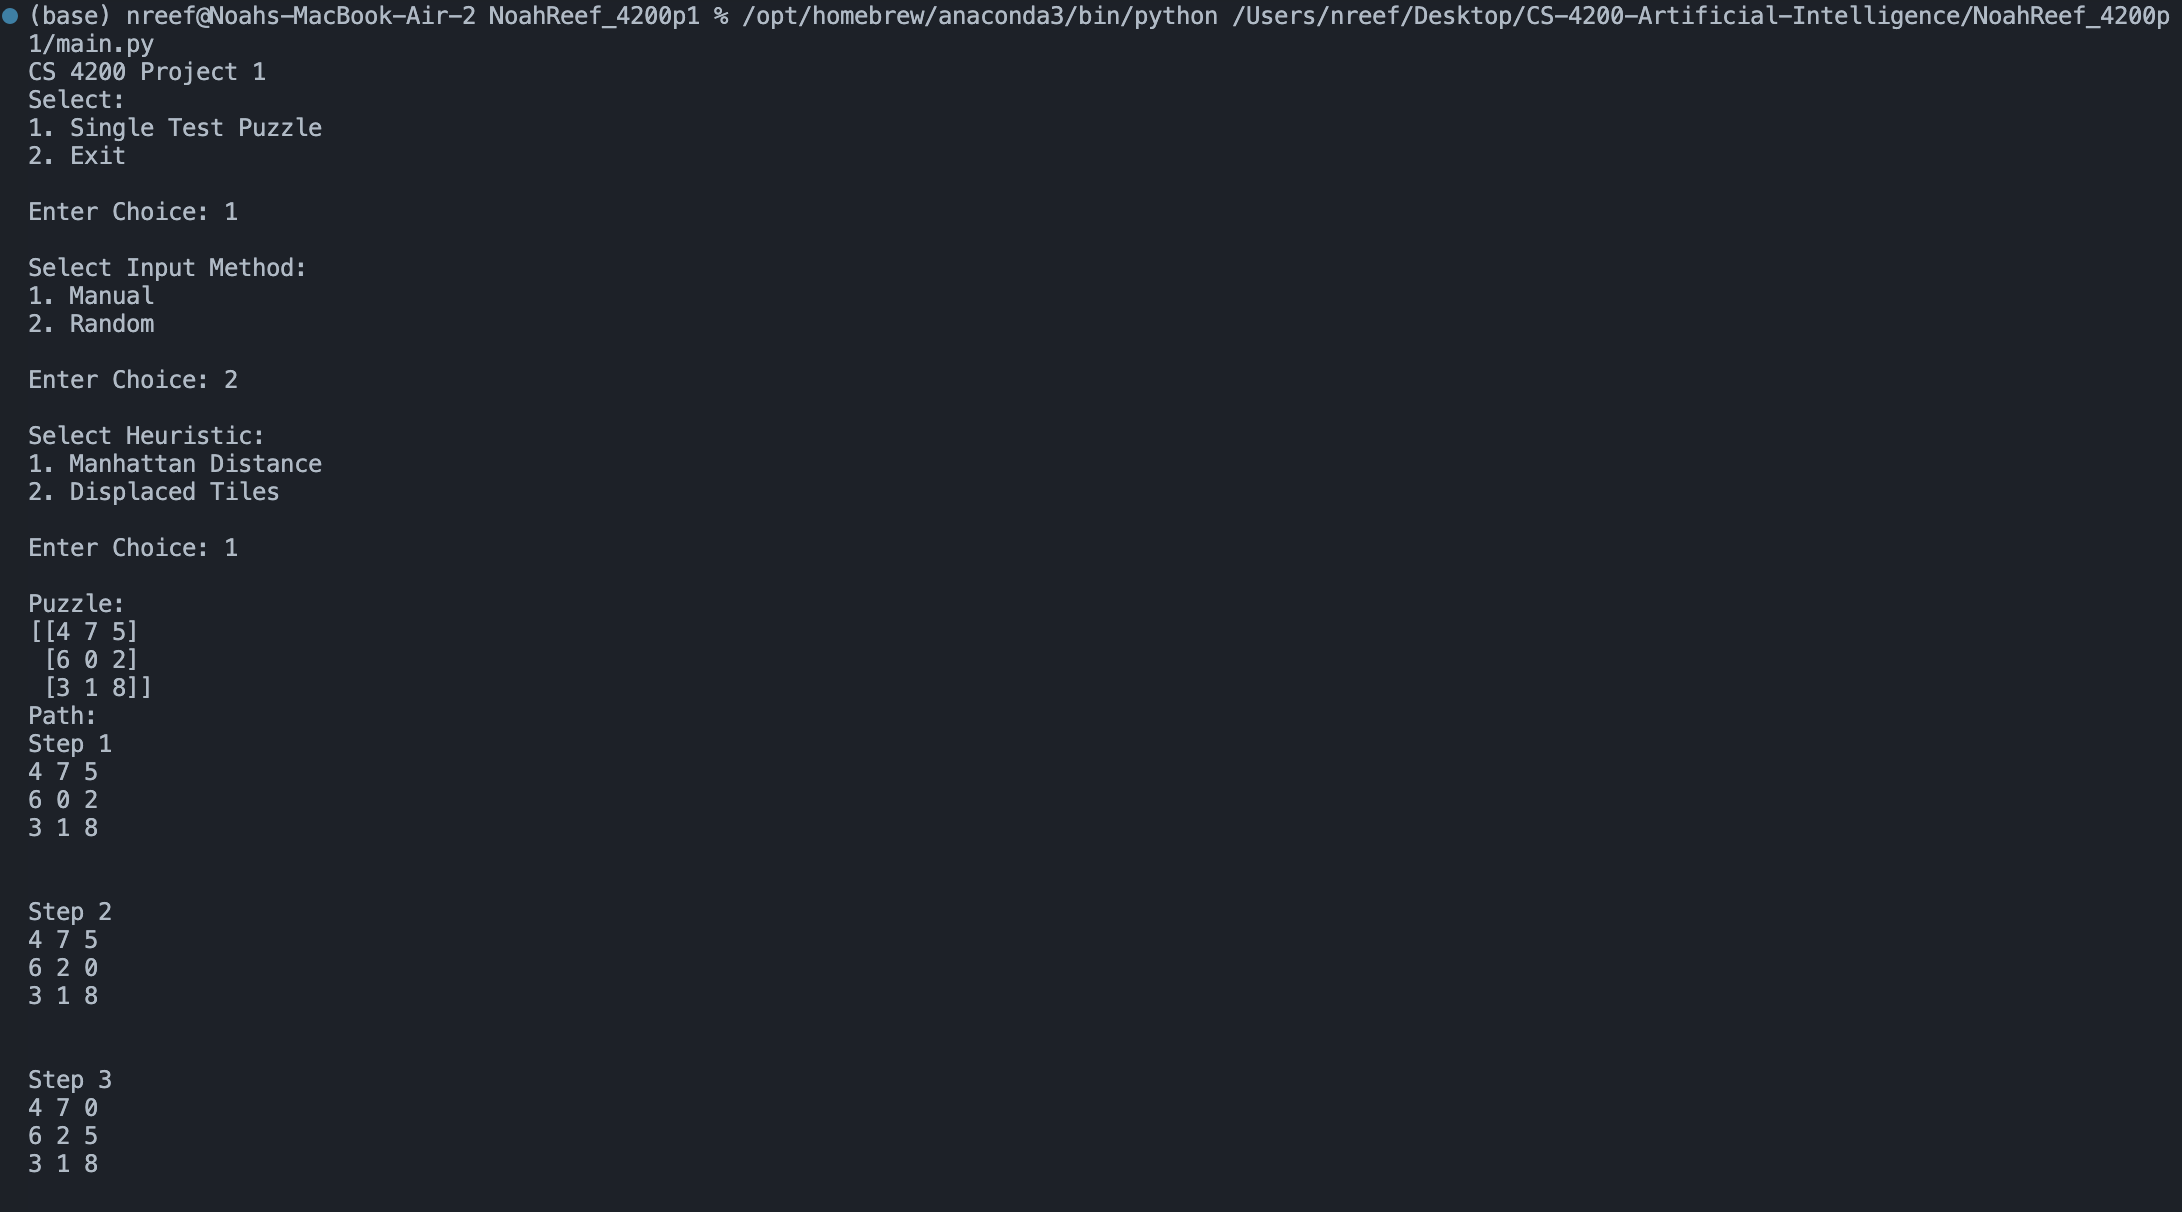 (base) nreef@Noahs-MacBook-Air-2 NoahReef_4200p1 % /opt/homebrew/anaconda3/bin/python /Users/nreef/Desktop/CS-4200-Artificial-Intelligence/NoahReef_4200p
1/main.py
CS 4200 Project 1
Select:
1. Single Test Puzzle
2. Exit
Enter Choice: 1
Select Input Method:
1. Manual
2. Random
Enter Choice: 2
Select Heuristic:
1. Manhattan Distance
2. Displaced Tiles
Enter Choice: 1
Puzzle:
[[4 7 5]
 [6 0 2]
 [3 1 8]]
Path:
Step 1
4 7 5
6 0 2
3 1 8
Step 2
4 7 5
6 2 0
3 1 8
Step 3
4 7 0
6 2 5
3 1 8